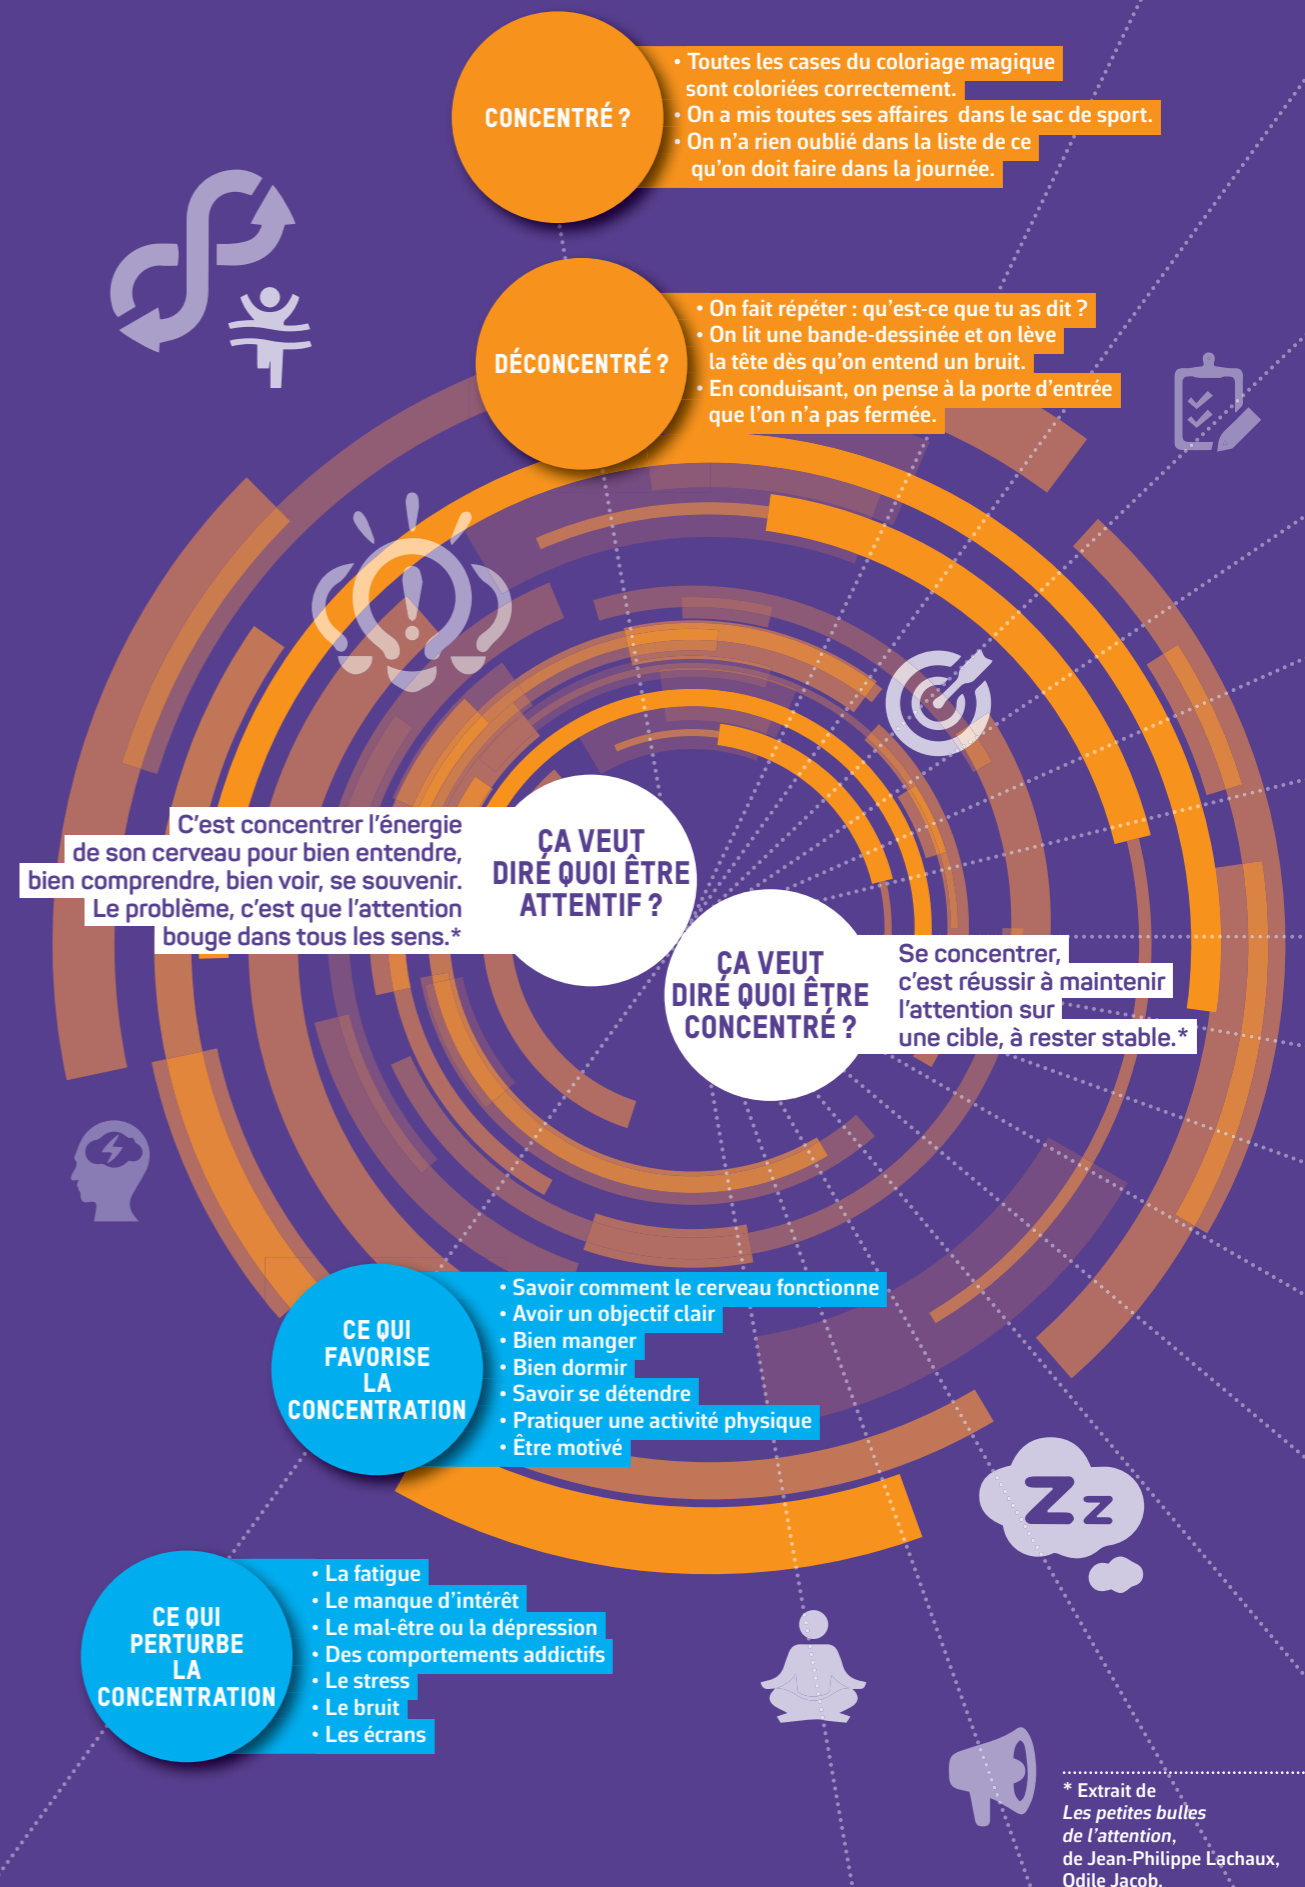 CONCENTRÉ ?
• Toutes les cases du coloriage magique
sont coloriées correctement.
• On a mis toutes ses affaires dans le sac de sport.
• On n'a rien oublié dans la liste de ce
qu'on doit faire dans la journée.
DÉCONCENTRÉ ?
• On fait répéter : qu'est-ce que tu as dit ?
• On lit une bande-dessinée et on lève
la tête dès qu'on entend un bruit.
• En conduisant, on pense à la porte d'entrée
que l'on n'a pas fermée.
ÇA VEUT
DIRE QUOI ÊTRE
ATTENTIF ?
C'est concentrer l'énergie
de son cerveau pour bien entendre,
bien comprendre, bien voir, se souvenir.
Le problème, c'est que l'attention
bouge dans tous les sens.*
ÇA VEUT
DIRE QUOI ÊTRE
CONCENTRÉ ?
Se concentrer,
c'est réussir à maintenir
l'attention sur
une cible, à rester stable.*
CE QUI
FAVORISE
LA
CONCENTRATION
• Savoir comment le cerveau fonctionne
• Avoir un objectif clair
• Bien manger
• Bien dormir
• Savoir se détendre
• Pratiquer une activité physique
• Être motivé
Zz
CE QUI
PERTURBE
LA
CONCENTRATION
• La fatigue
• Le manque d'intérêt
• Le mal-être ou la dépression
• Des comportements addictifs
• Le stress
• Le bruit
• Les écrans
* Extrait de
Les petites bulles
de l'attention,
de Jean-Philippe Lachaux,
Odile Jacob.